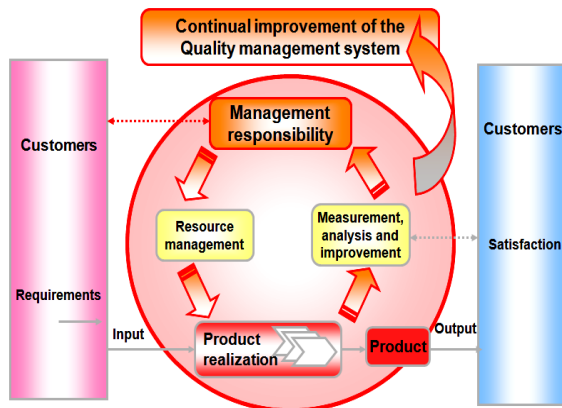 Continual improvement of the
Quality management system
Management
responsibility
Customers
Customers
Resource
management
Measurement,
analysis and
improvement
Satisfaction
Requirements
Input
Product
realization
Product
Output